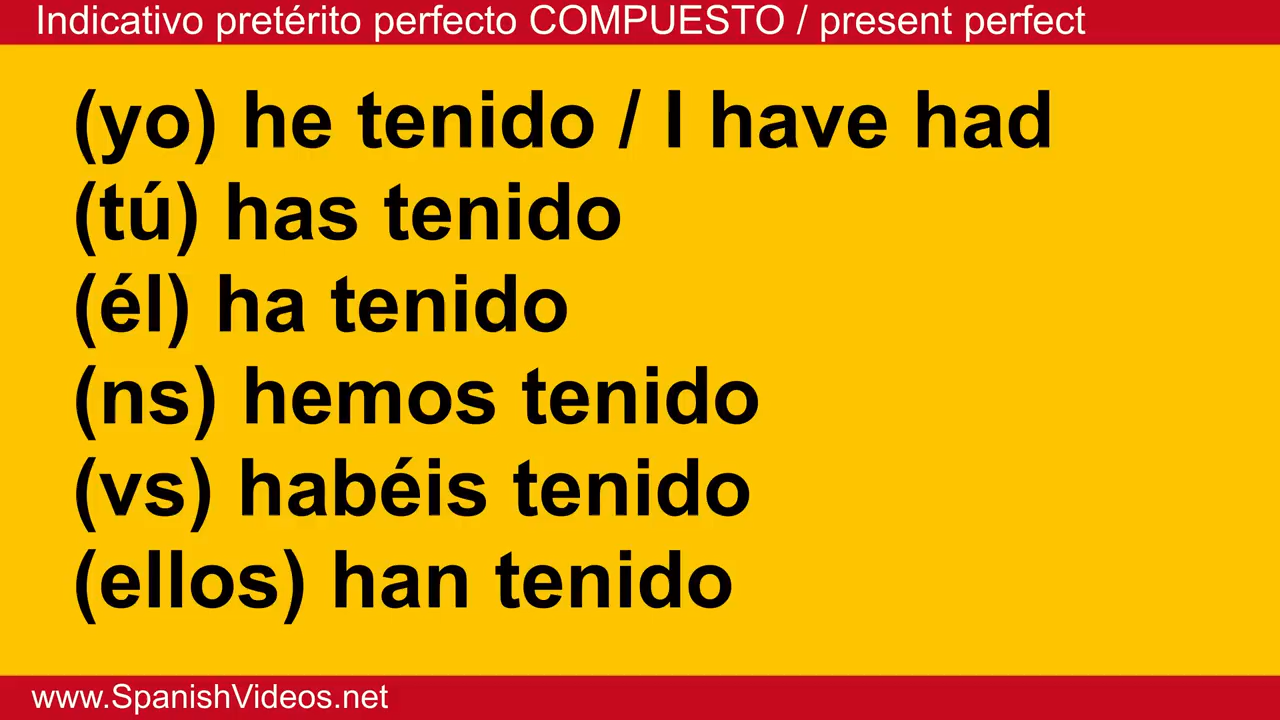 Indicativo pretérito perfecto COMPUESTO / present perfect
(yo) he tenido / I have had
(tú) has tenido
(él) ha tenido
(ns) hemos tenido
(vs) habéis tenido
(ellos) han tenido
www.SpanishVideos.net